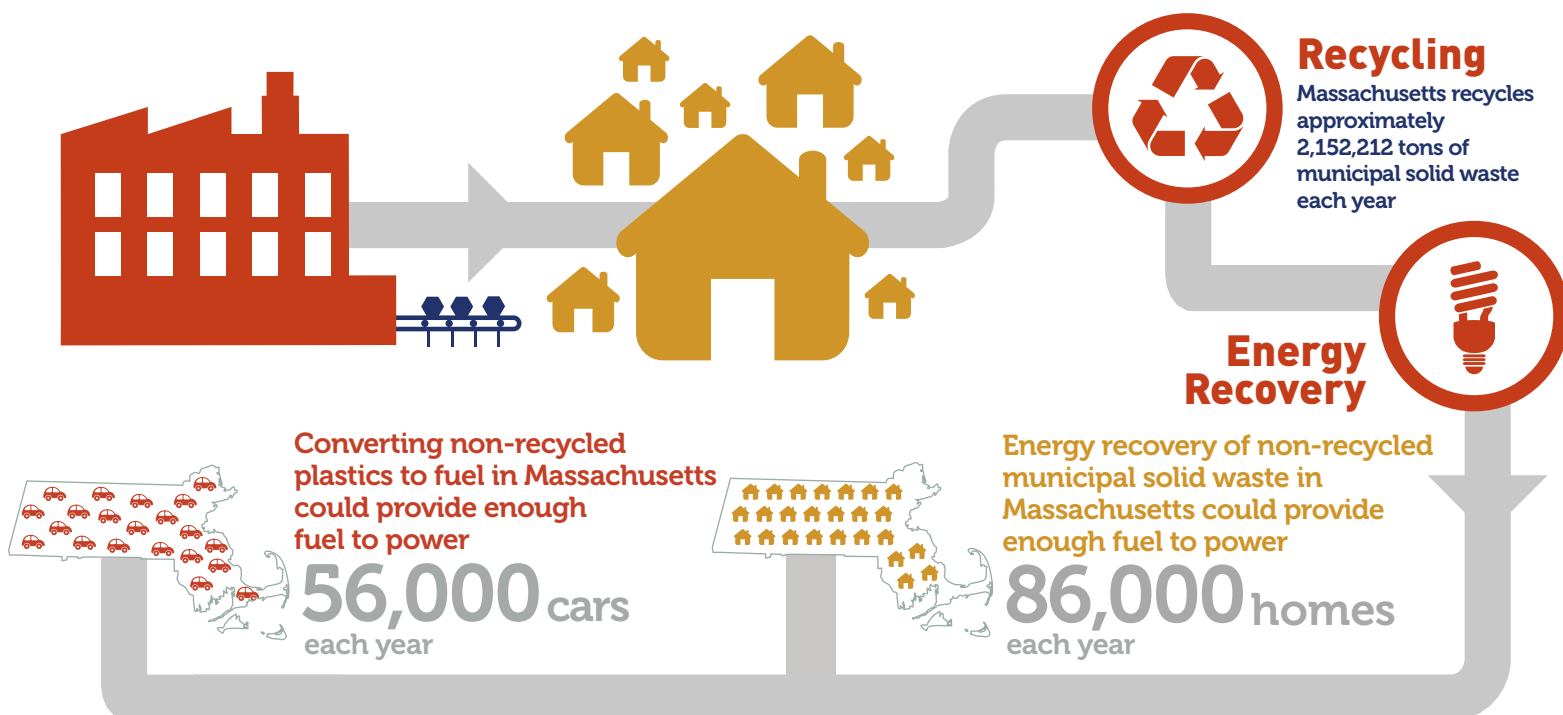 Recycling
Massachusetts recycles
approximately
2,152,212 tons of
municipal solid waste
each year
Energy
Recovery
Converting non-recycled
plastics to fuel in Massachusetts
could provide enough
fuel to power
56,000 cars
each year
Energy recovery of non-recycled
municipal solid waste in
Massachusetts could provide
enough fuel to power
86,000 homes
each year